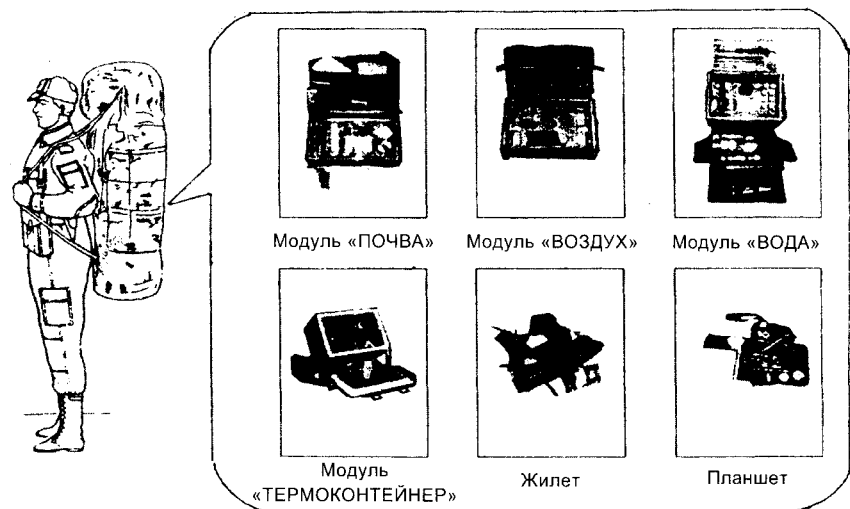 Модуль «ПОЧВА»
Модуль «ВОЗДУХ»
Модуль «ВОДА»
Модуль
«ТЕРМОКОНТЕЙНЕР»
Жилет
Планшет